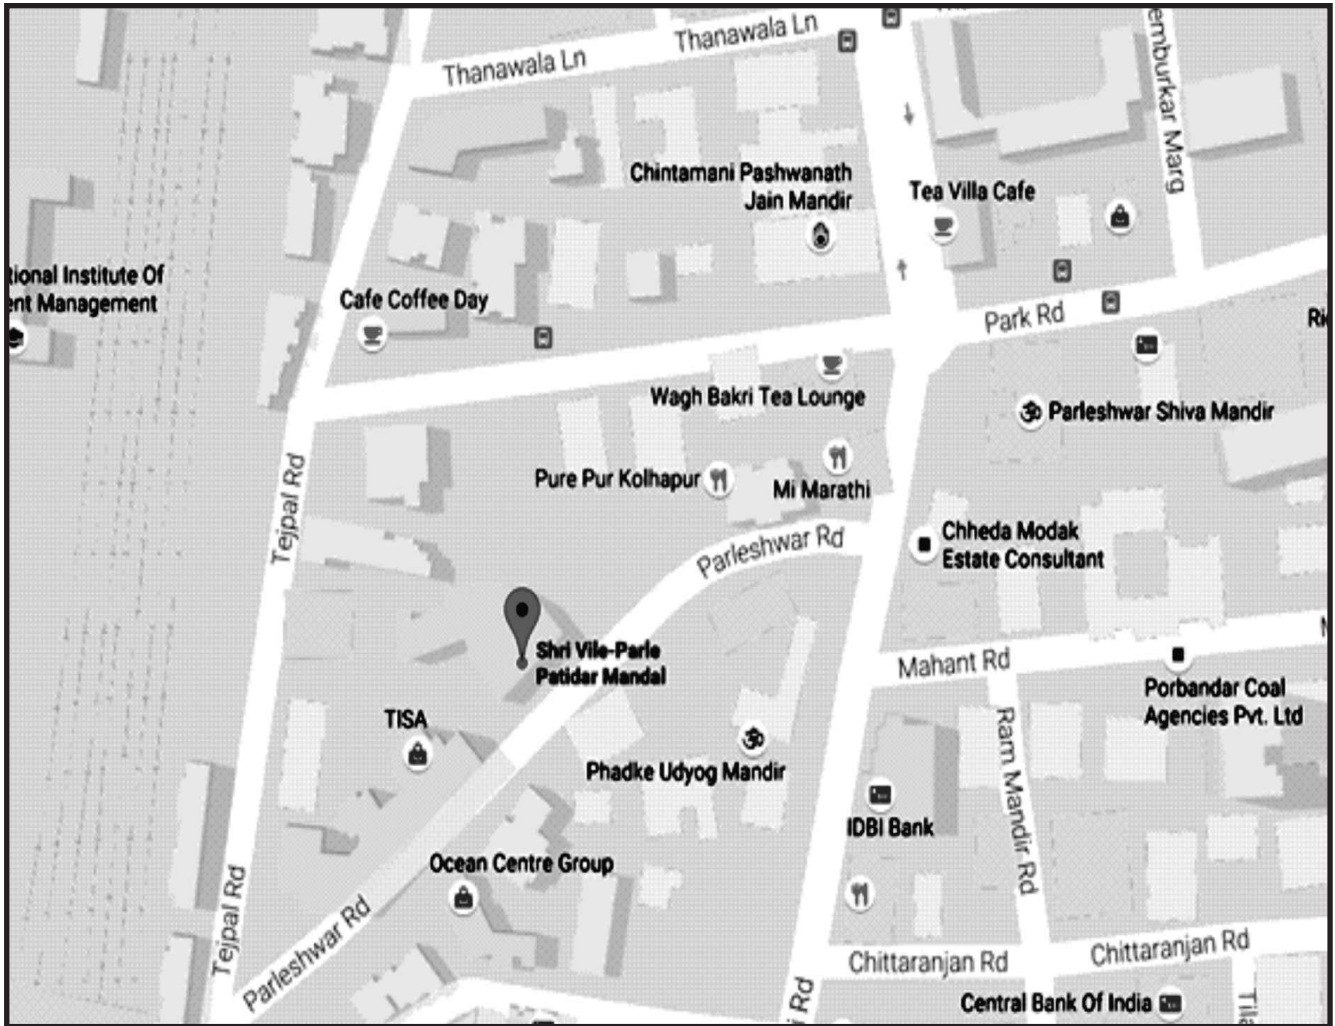 Thanawala Ln
Thanawala Ln
emburkar Marg
Chintamani Pashwanath
Jain Mandir
Tea Villa Cafe
tional Institute Of
ent Management
Cafe Coffee Day
Park Rd
Ri
Wagh Bakri Tea Lounge
Parleshwar Shiva Mandir
Tejpal Rd
Pure Pur Kolhapur
Mi Marathi
Parleshwar Rd
Chheda Modak
Estate Consultant
Shri Vile-Parle
Patidar Mandal
Mahant Rd
Porbandar Coal
Agencies Pvt. Ltd
TISA
Ram Mandir Rd
Phadke Udyog Mandir
IDBI Bank
Ocean Centre Group
Tejpal Rd
Parleshwar Rd
Chittaranjan Rd
Chittaranjan Rd
i Rd
Central Bank Of India
Tila